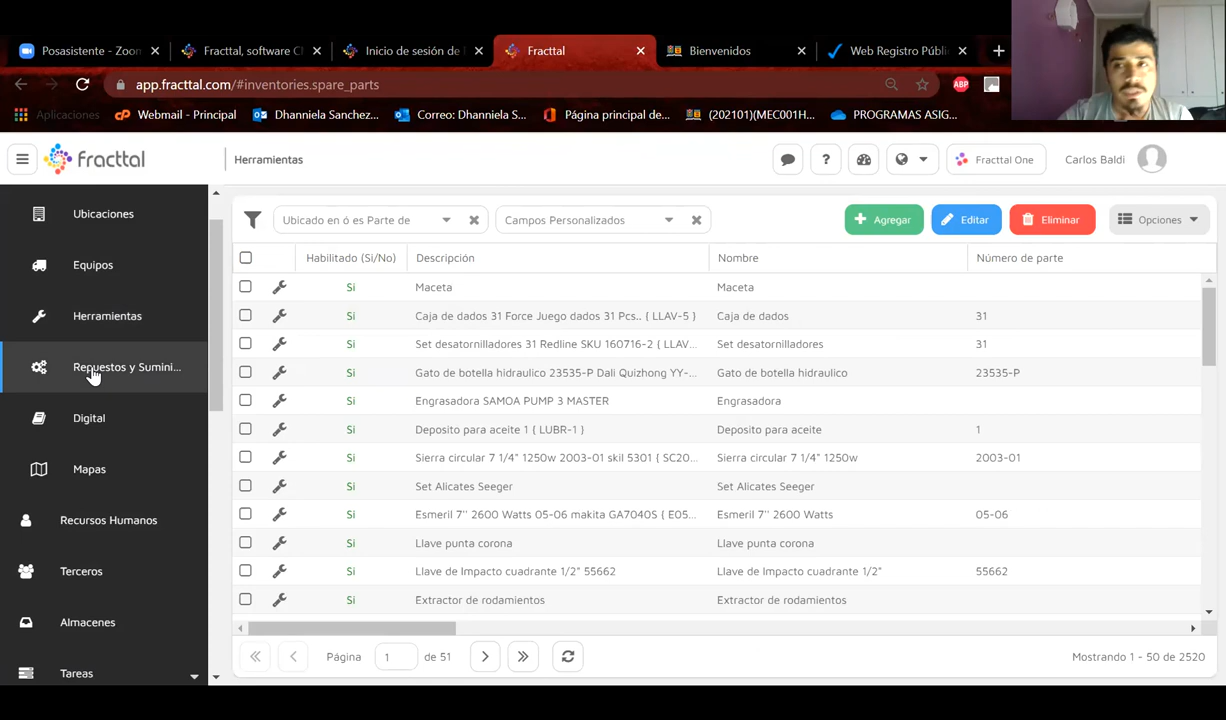 Posasistente - Zoom
Fracttal, software C
Inicio de sesión de
Fracttal
Bienvenidos
Web Registro Públi
app.fracttal.com/#inventories.spare_parts
ABP
Aplicaciones
Webmail - Principal
Dhanniela Sanchez...
Correo: Dhanniela S...
Página principal de...
(202101)(MEC001H...
PROGRAMAS ASIG...
fracttal
Herramientas
?
Fracttal One
Carlos Baldi
Ubicaciones
Equipos
Herramientas
Repuestos y Sumini...
Digital
Mapas
Recursos Humanos
Terceros
Almacenes
Tareas
Ubicado en ó es Parte de
Campos Personalizados
Agregar
Editar
Eliminar
Opciones
Habilitado (Si/No) Descripción Nombre Número de parte
Si Maceta Maceta
Si Caja de dados 31 Force Juego dados 31 Pcs.. { LLAV-5 } Caja de dados 31
Si Set desatornilladores 31 Redline SKU 160716-2 { LLAV... Set desatornilladores 31
Si Gato de botella hidraulico 23535-P Dali Quizhong YY-... Gato de botella hidraulico 23535-P
Si Engrasadora SAMOA PUMP 3 MASTER Engrasadora
Si Deposito para aceite 1 { LUBR-1 } Deposito para aceite 1
Si Sierra circular 7 1/4" 1250w 2003-01 skil 5301 { SC20... Sierra circular 7 1/4" 1250w 2003-01
Si Set Alicates Seeger Set Alicates Seeger
Si Esmeril 7'' 2600 Watts 05-06 makita GA7040S { E05... Esmeril 7'' 2600 Watts 05-06
Si Llave punta corona Llave punta corona
Si Llave de Impacto cuadrante 1/2" 55662 Llave de Impacto cuadrante 1/2" 55662
Si Extractor de rodamientos Extractor de rodamientos
Página 1 de 51
Mostrando 1 - 50 de 2520